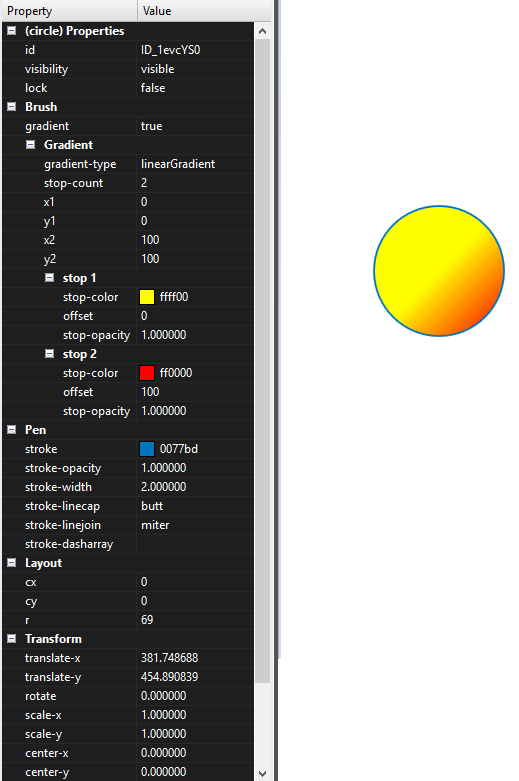 Property Value
(circle) Properties
id ID_1evcYS0
visibility visible
lock false
Brush
gradient true
Gradient
gradient-type linearGradient
stop-count 2
x1 0
y1 0
x2 100
y2 100
stop 1
stop-color ffff00
offset 0
stop-opacity 1.000000
stop 2
stop-color ff0000
offset 100
stop-opacity 1.000000
Pen
stroke 0077bd
stroke-opacity 1.000000
stroke-width 2.000000
stroke-linecap butt
stroke-linejoin miter
stroke-dasharray
Layout
cx 0
cy 0
r 69
Transform
translate-x 381.748688
translate-y 454.890839
rotate 0.000000
scale-x 1.000000
scale-y 1.000000
center-x 0.000000
center-y 0.000000